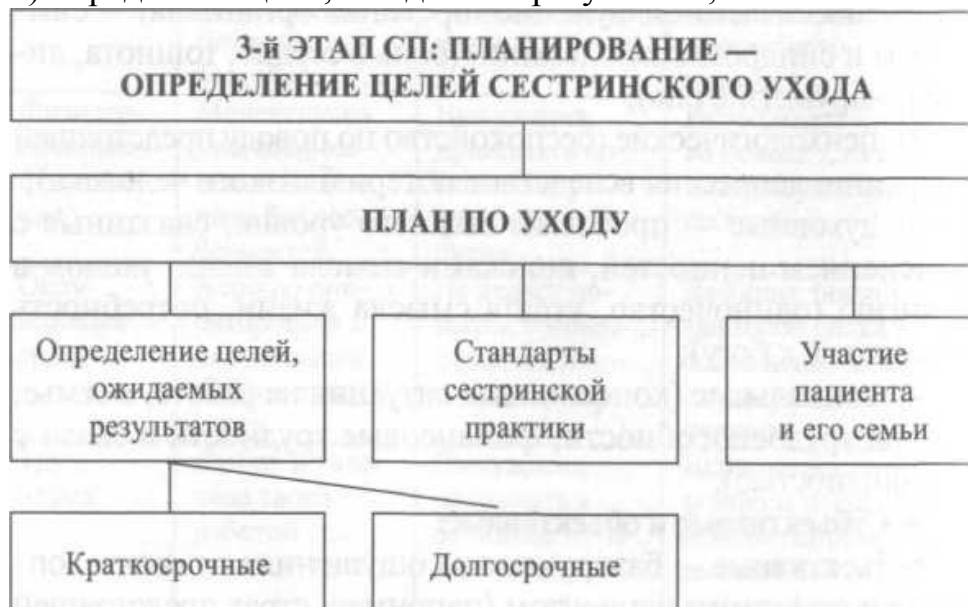 3-й ЭТАП СП: ПЛАНИРОВАНИЕ –
ОПРЕДЕЛЕНИЕ ЦЕЛЕЙ СЕСТРИНСКОГО УХОДА
ПЛАН ПО УХОДУ
Определение целей,
ожидаемых
результатов
Стандарты
сестринской
практики
Участие
пациента
и его семьи
Краткосрочные
Долгосрочные